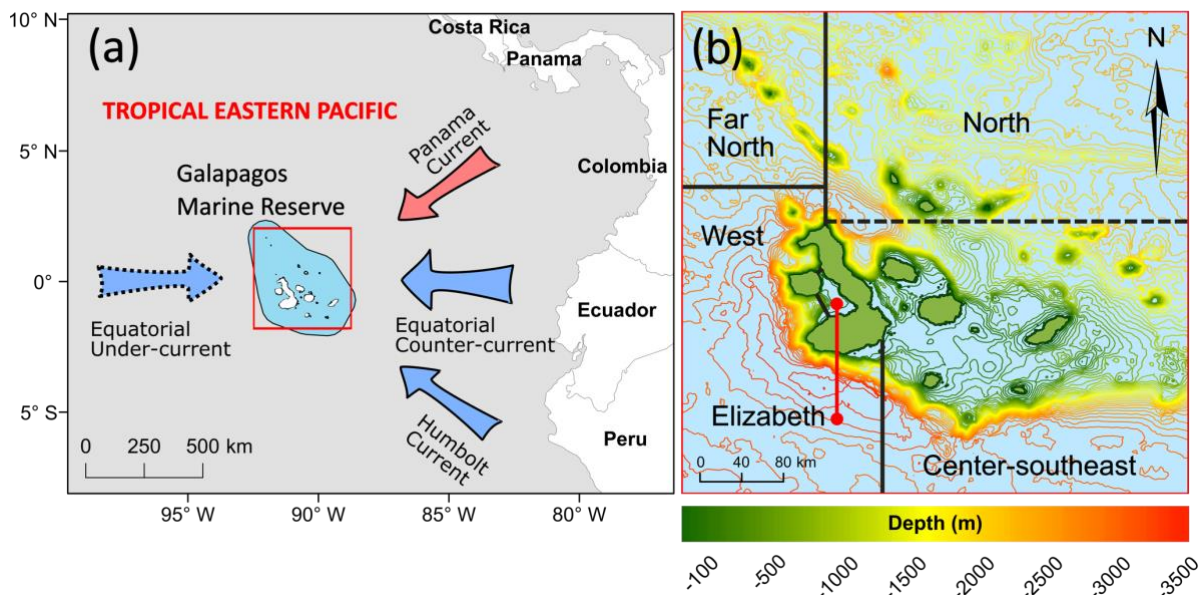 (a)
10° N
5° N
0°
5° S
95° W
90° W
85° W
80° W
Costa Rica
Panama
TROPICAL EASTERN PACIFIC
Panama
Current
Colombia
Galapagos
Marine Reserve
Equatorial
Under-current
Equatorial
Counter-current
Ecuador
Humbolt
Current
Peru
0 250 500 km
(b)
N
Far
North
North
West
Elizabeth
Center-southeast
0 40 80 km
Depth (m)
-100 -500 -1000 -1500 -2000 -2500 -3000 -3500